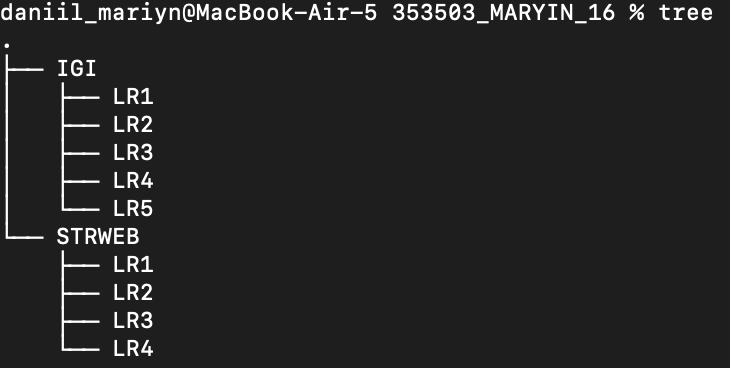 daniil_mariyn@MacBook-Air-5 353503_MARYIN_16 % tree
.
├── IGI
│   ├── LR1
│   ├── LR2
│   ├── LR3
│   ├── LR4
│   └── LR5
└── STRWEB
    ├── LR1
    ├── LR2
    ├── LR3
    └── LR4